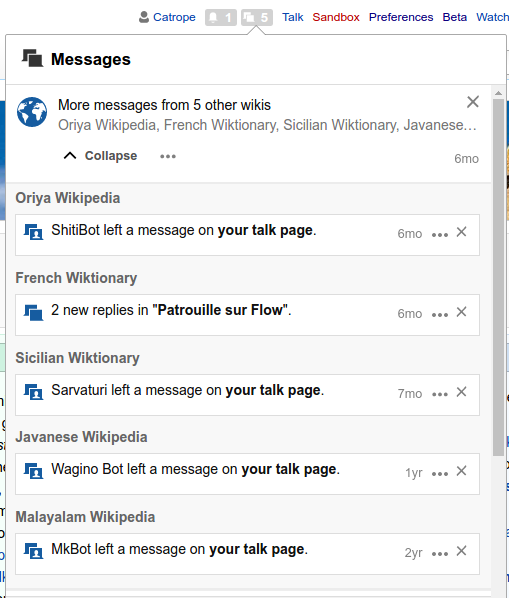 Catrope 1 5 Talk Sandbox Preferences Beta Watch
Messages
More messages from 5 other wikis
Oriya Wikipedia, French Wiktionary, Sicilian Wiktionary, Javanese...
Collapse ••• 6mo
Oriya Wikipedia
ShitiBot left a message on your talk page. 6mo •••
French Wiktionary
2 new replies in "Patrouille sur Flow". 6mo •••
Sicilian Wiktionary
Sarvaturi left a message on your talk page. 7mo •••
Javanese Wikipedia
Wagino Bot left a message on your talk page. 1yr •••
Malayalam Wikipedia
MkBot left a message on your talk page. 2yr •••